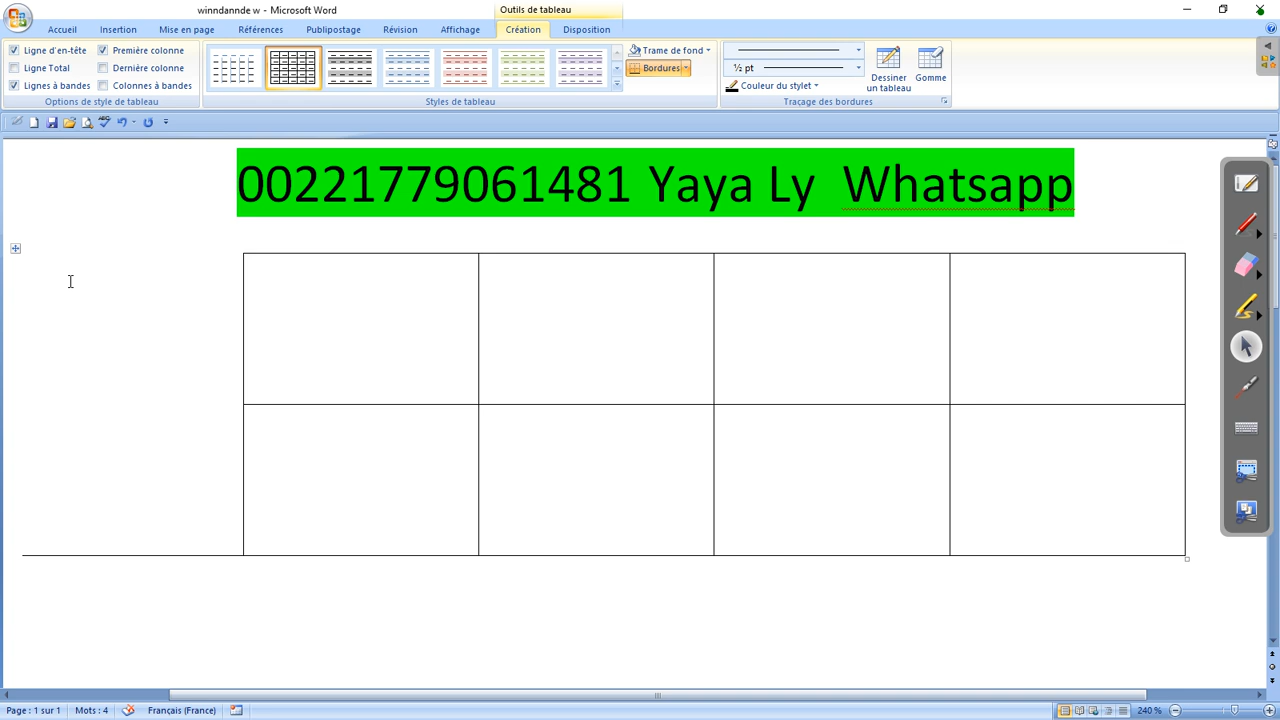 winndannde w - Microsoft Word
Outils de tableau
Accueil Insertion Mise en page Références Publipostage Révision Affichage Création Disposition
Ligne d'en-tête Première colonne
Ligne Total Dernière colonne
Lignes à bandes Colonnes à bandes
Options de style de tableau
Styles de tableau
Trame de fond
Bordures
½ pt
Couleur du stylet
Dessiner un tableau
Gomme
Traçage des bordures
00221779061481 Yaya Ly Whatsapp
Page : 1 sur 1 Mots : 4 Français (France) 240 %